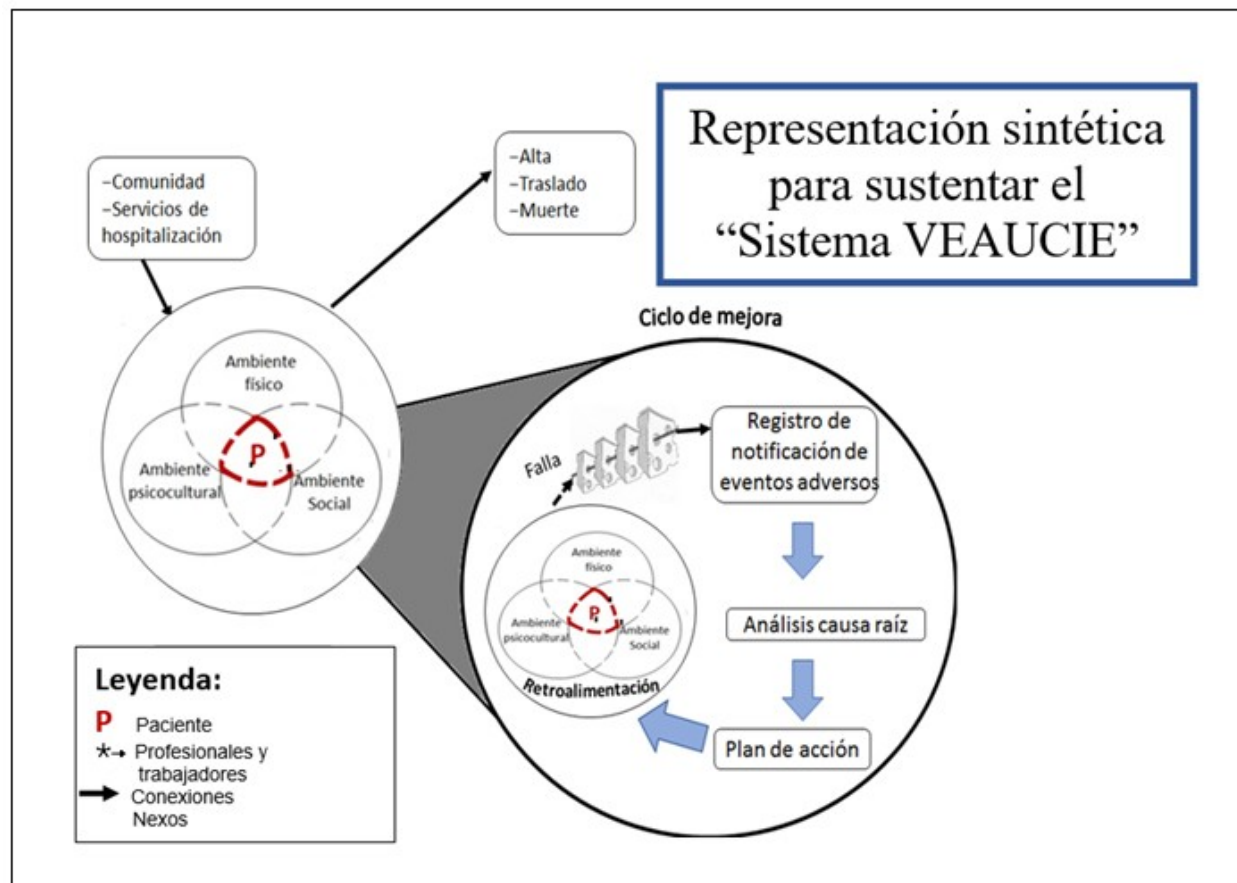 Representación sintética
para sustentar el
“Sistema VEAUCIE”
–Comunidad
–Servicios de
hospitalización
–Alta
–Traslado
–Muerte
Ambiente
físico
P
Ambiente
psicocultural
Ambiente
Social
Ciclo de mejora
Falla
Registro de
notificación de
eventos adversos
Análisis causa raíz
Plan de acción
Ambiente
físico
P
Ambiente
psicocultural
Ambiente
Social
Retroalimentación
Leyenda:
P Paciente
* Profesionales y
trabajadores
Conexiones
Nexos